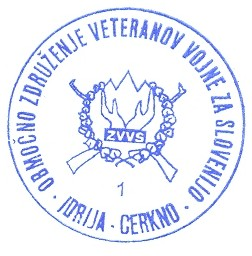 OBMOČNO ZDRUŽENJE VETERANOV VOJNE ZA SLOVENIJO
IDRIJA - CERKNO
ZVVS
1